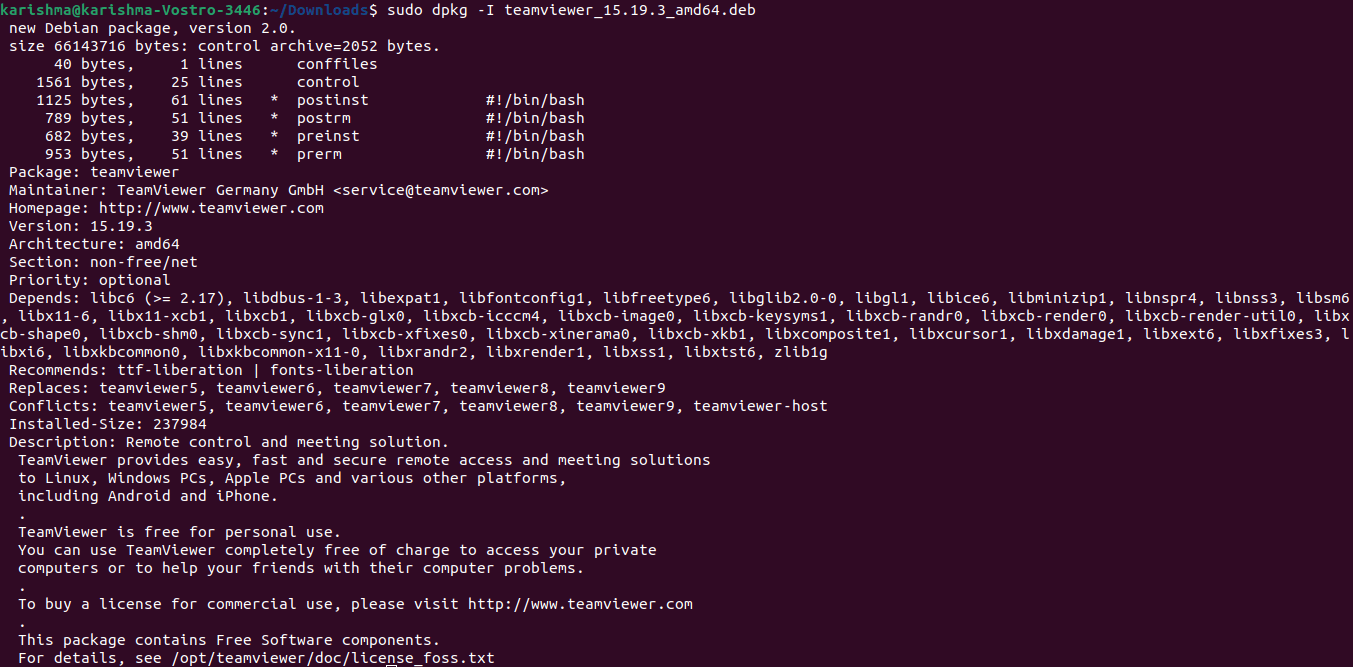 karishma@karishma-Vostro-3446:~/Downloads$ sudo dpkg -I teamviewer_15.19.3_amd64.deb
 new Debian package, version 2.0.
 size 66143716 bytes: control archive=2052 bytes.
      40 bytes,     1 lines      conffiles
    1561 bytes,    25 lines      control
    1125 bytes,    61 lines   *  postinst             #!/bin/bash
     789 bytes,    51 lines   *  postrm               #!/bin/bash
     682 bytes,    39 lines   *  preinst              #!/bin/bash
     953 bytes,    51 lines   *  prerm                #!/bin/bash
 Package: teamviewer
 Maintainer: TeamViewer Germany GmbH <service@teamviewer.com>
 Homepage: http://www.teamviewer.com
 Version: 15.19.3
 Architecture: amd64
 Section: non-free/net
 Priority: optional
 Depends: libc6 (>= 2.17), libdbus-1-3, libexpat1, libfontconfig1, libfreetype6, libglib2.0-0, libgl1, libice6, libminizip1, libnspr4, libnss3, libsm6
, libx11-6, libx11-xcb1, libxcb1, libxcb-glx0, libxcb-icccm4, libxcb-image0, libxcb-keysyms1, libxcb-randr0, libxcb-render0, libxcb-render-util0, libx
cb-shape0, libxcb-shm0, libxcb-sync1, libxcb-xfixes0, libxcb-xinerama0, libxcb-xkb1, libxcomposite1, libxcursor1, libxdamage1, libxext6, libxfixes3, l
ibxi6, libxkbcommon0, libxkbcommon-x11-0, libxrandr2, libxrender1, libxss1, libxtst6, zlib1g
 Recommends: ttf-liberation | fonts-liberation
 Replaces: teamviewer5, teamviewer6, teamviewer7, teamviewer8, teamviewer9
 Conflicts: teamviewer5, teamviewer6, teamviewer7, teamviewer8, teamviewer9, teamviewer-host
 Installed-Size: 237984
 Description: Remote control and meeting solution.
  TeamViewer provides easy, fast and secure remote access and meeting solutions
  to Linux, Windows PCs, Apple PCs and various other platforms,
  including Android and iPhone.
  .
  TeamViewer is free for personal use.
  You can use TeamViewer completely free of charge to access your private
  computers or to help your friends with their computer problems.
  .
  To buy a license for commercial use, please visit http://www.teamviewer.com
  .
  This package contains Free Software components.
  For details, see /opt/teamviewer/doc/license_foss.txt